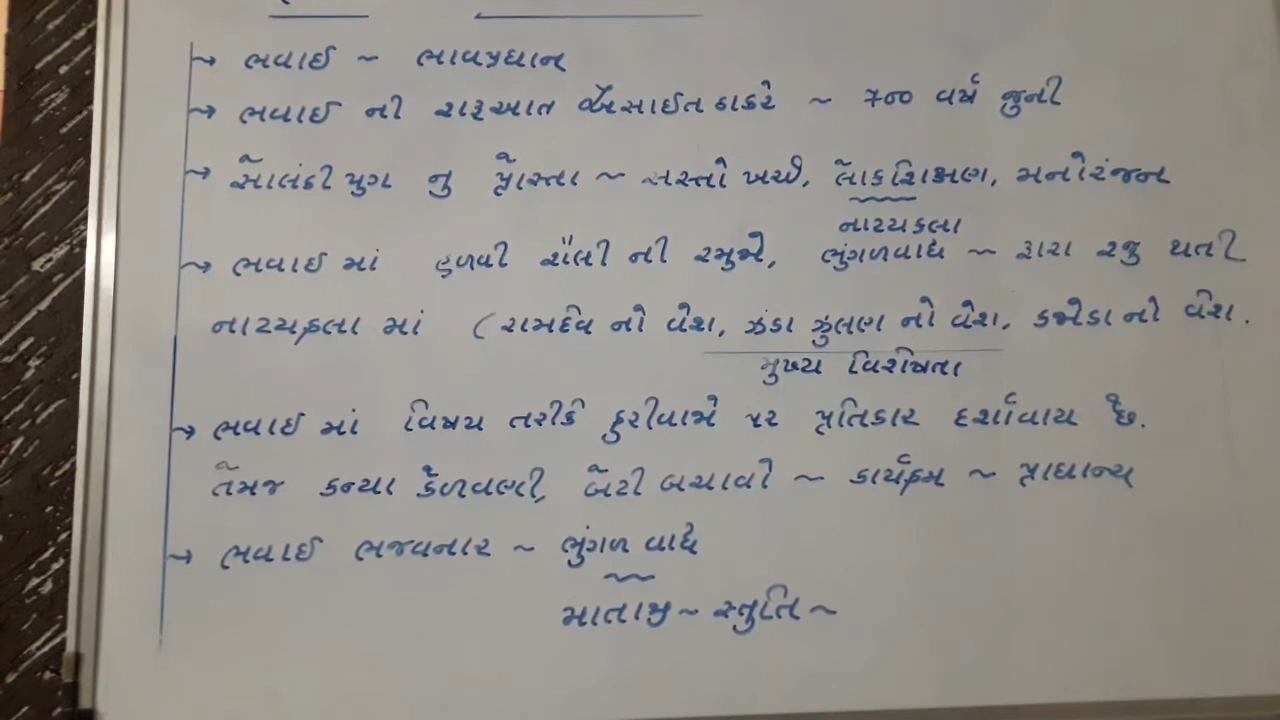 → ભવાઈ ~ ભાવપ્રધાન
→ ભવાઈ ની શરૂઆત અૈસાઈત ઠાકરે ~ ૭૦૦ વર્ષ જુની
→ સોલંકીયુગ નુ પ્રોસ્તા ~ સસ્તો ખર્ચ, લોકશિક્ષણ, મનોરંજન
નાટ્યકલા
→ ભવાઈ માં હળવી શૈલી ની રમુજો, ભુંગળવાદ્ય ~ દ્વારા રજુ થતી
નાટ્યકલા માં (રામદેવ નો વેશ, ઝંડા ઝુલણ નો વેશ, કજોડા નો વેશ.
મુખ્ય વિશેષતા
→ ભવાઈ માં વિષય તરીકે કુરીવાજો પર પ્રતિકાર દર્શાવાય છે.
તેમજ કન્યા કેળવણી, બેટી બચાવો ~ કાર્યક્રમ ~ પ્રાધાન્ય
→ ભવાઈ ભજવનાર ~ ભુંગળ વાદ્ય
માતાજી ~ સ્તુતિ ~